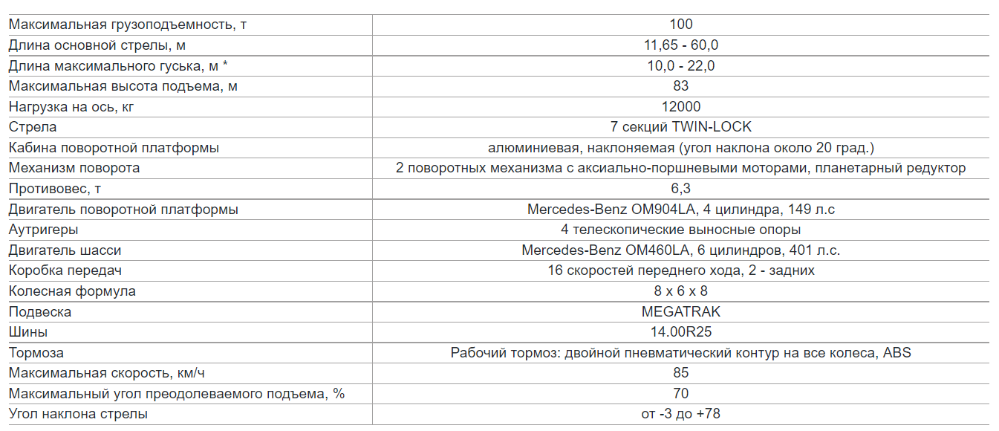 Максимальная грузоподъемность, т 100
Длина основной стрелы, м 11,65 - 60,0
Длина максимального гуська, м * 10,0 - 22,0
Максимальная высота подъема, м 83
Нагрузка на ось, кг 12000
Стрела 7 секций TWIN-LOCK
Кабина поворотной платформы алюминиевая, наклоняемая (угол наклона около 20 град.)
Механизм поворота 2 поворотных механизма с аксиально-поршневыми моторами, планетарный редуктор
Противовес, т 6,3
Двигатель поворотной платформы Mercedes-Benz OM904LA, 4 цилиндра, 149 л.с
Аутригеры 4 телескопические выносные опоры
Двигатель шасси Mercedes-Benz OM460LA, 6 цилиндров, 401 л.с.
Коробка передач 16 скоростей переднего хода, 2 - задних
Колесная формула 8 x 6 x 8
Подвеска MEGATRAK
Шины 14.00R25
Тормоза Рабочий тормоз: двойной пневматический контур на все колеса, ABS
Максимальная скорость, км/ч 85
Максимальный угол преодолеваемого подъема, % 70
Угол наклона стрелы от -3 до +78